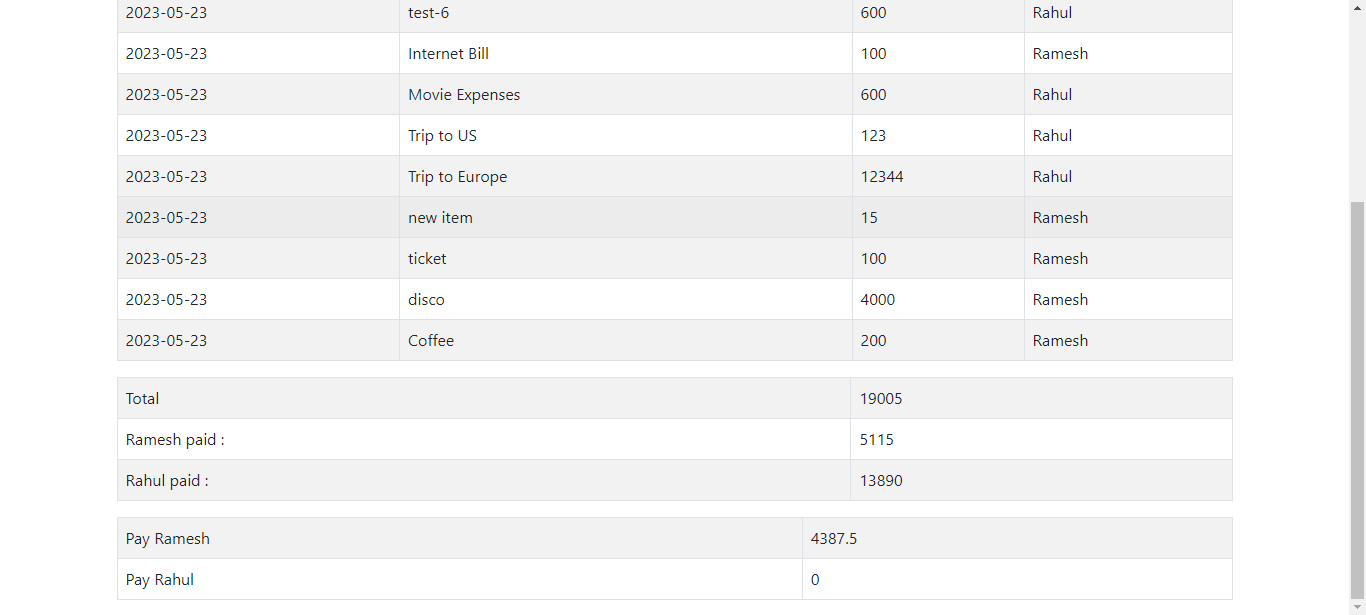 2023-05-23 test-6 600 Rahul
2023-05-23 Internet Bill 100 Ramesh
2023-05-23 Movie Expenses 600 Rahul
2023-05-23 Trip to US 123 Rahul
2023-05-23 Trip to Europe 12344 Rahul
2023-05-23 new item 15 Ramesh
2023-05-23 ticket 100 Ramesh
2023-05-23 disco 4000 Ramesh
2023-05-23 Coffee 200 Ramesh
Total 19005
Ramesh paid : 5115
Rahul paid : 13890
Pay Ramesh 4387.5
Pay Rahul 0